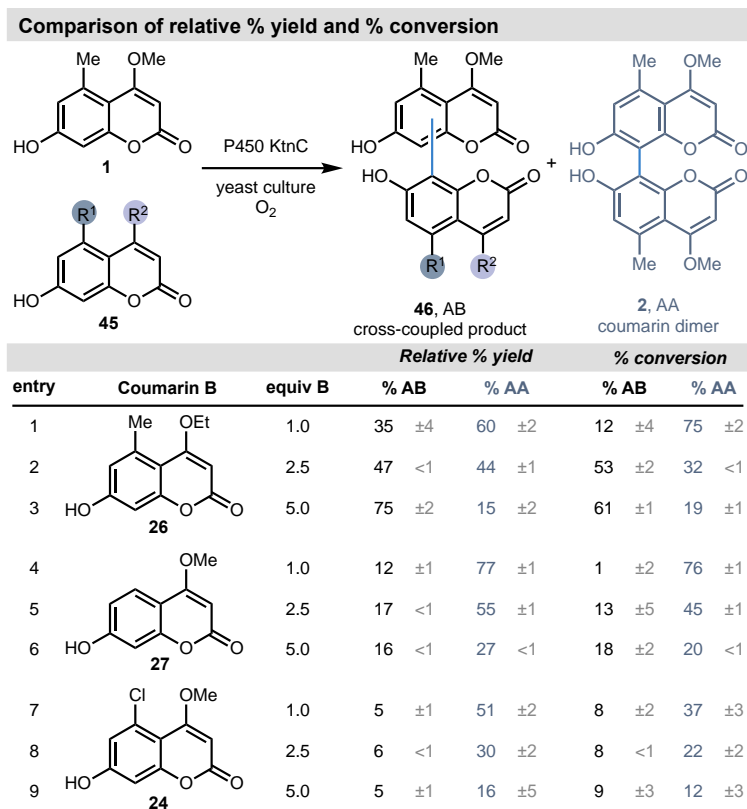 Comparison of relative % yield and % conversion
Me OMe
HO O O
1
R¹ R²
HO O O
45
P450 KtnC
yeast culture
O₂
Me OMe
HO O O
HO O O
R¹ R²
46, AB
cross-coupled product
+
Me OMe
HO O O
HO O O
Me OMe
2, AA
coumarin dimer
Relative % yield % conversion
entry Coumarin B equiv B % AB % AA % AB % AA
1 1.0 35 ±4 60 ±2 12 ±4 75 ±2
2 2.5 47 <1 44 ±1 53 ±2 32 <1
3 5.0 75 ±2 15 ±2 61 ±1 19 ±1
Me OEt
HO O O
26
4 1.0 12 ±1 77 ±1 1 ±2 76 ±1
5 2.5 17 <1 55 ±1 13 ±5 45 ±1
6 5.0 16 <1 27 <1 18 ±2 20 <1
OMe
HO O O
27
7 1.0 5 ±1 51 ±2 8 ±2 37 ±3
8 2.5 6 <1 30 ±2 8 <1 22 ±2
9 5.0 5 ±1 16 ±5 9 ±3 12 ±3
Cl OMe
HO O O
24